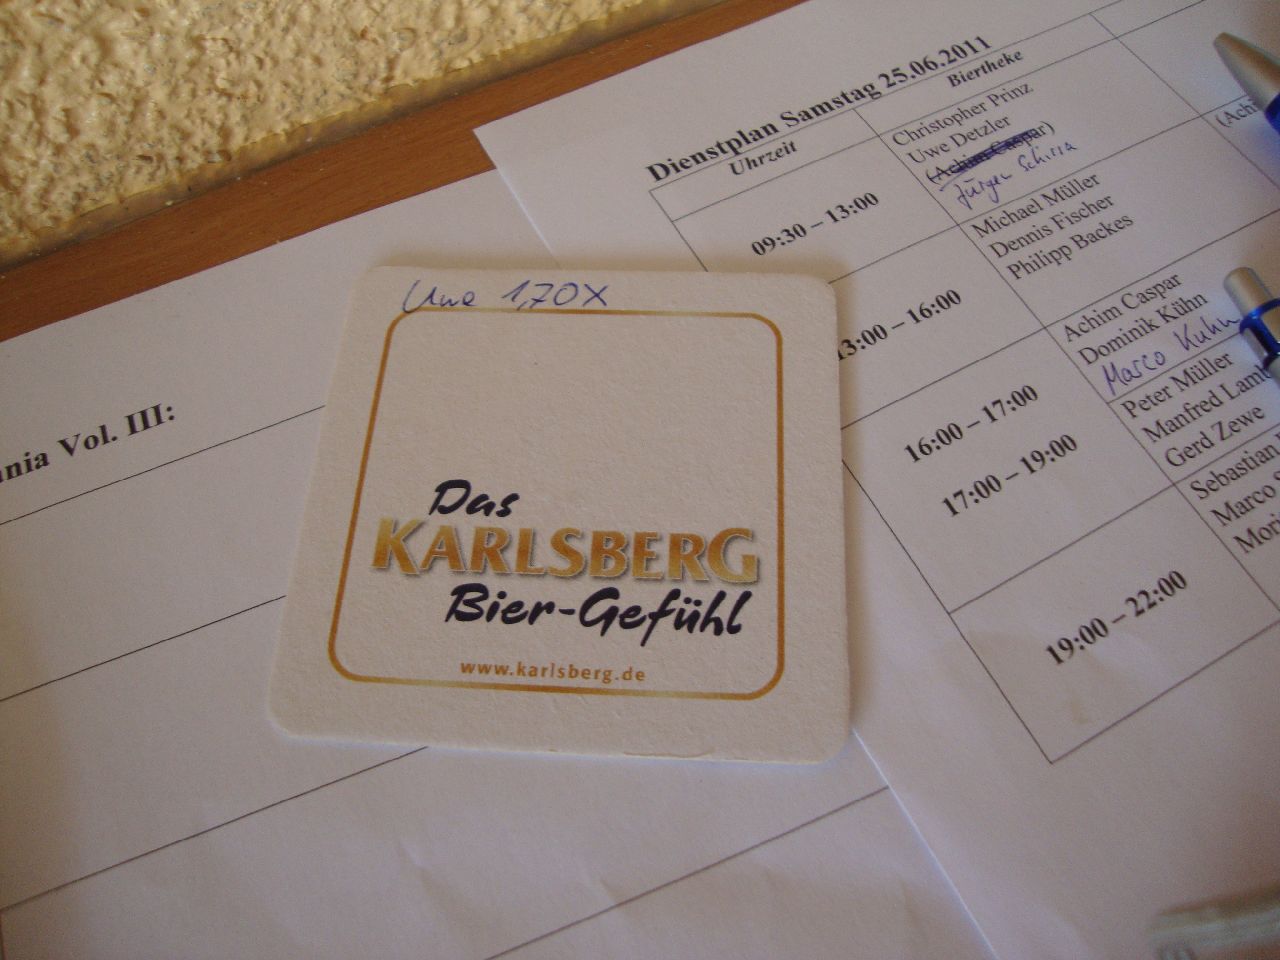 Dienstplan Samstag 25.06.2011
Uhrzeit
Biertheke
09:30 – 13:00
Christopher Prinz
Uwe Detzler
(Achim Caspar)
Jürgen Schirra
13:00 – 16:00
Michael Müller
Dennis Fischer
Philipp Backes
16:00 – 17:00
Achim Caspar
Dominik Kühn
Marco Kuhn
17:00 – 19:00
Peter Müller
Manfred Lamb
Gerd Zewe
19:00 – 22:00
Sebastian
Marco
Mori
(Achi
Uwe 1,70X
Das
KARLSBERG
Bier-Gefühl
www.karlsberg.de
nia Vol. III: